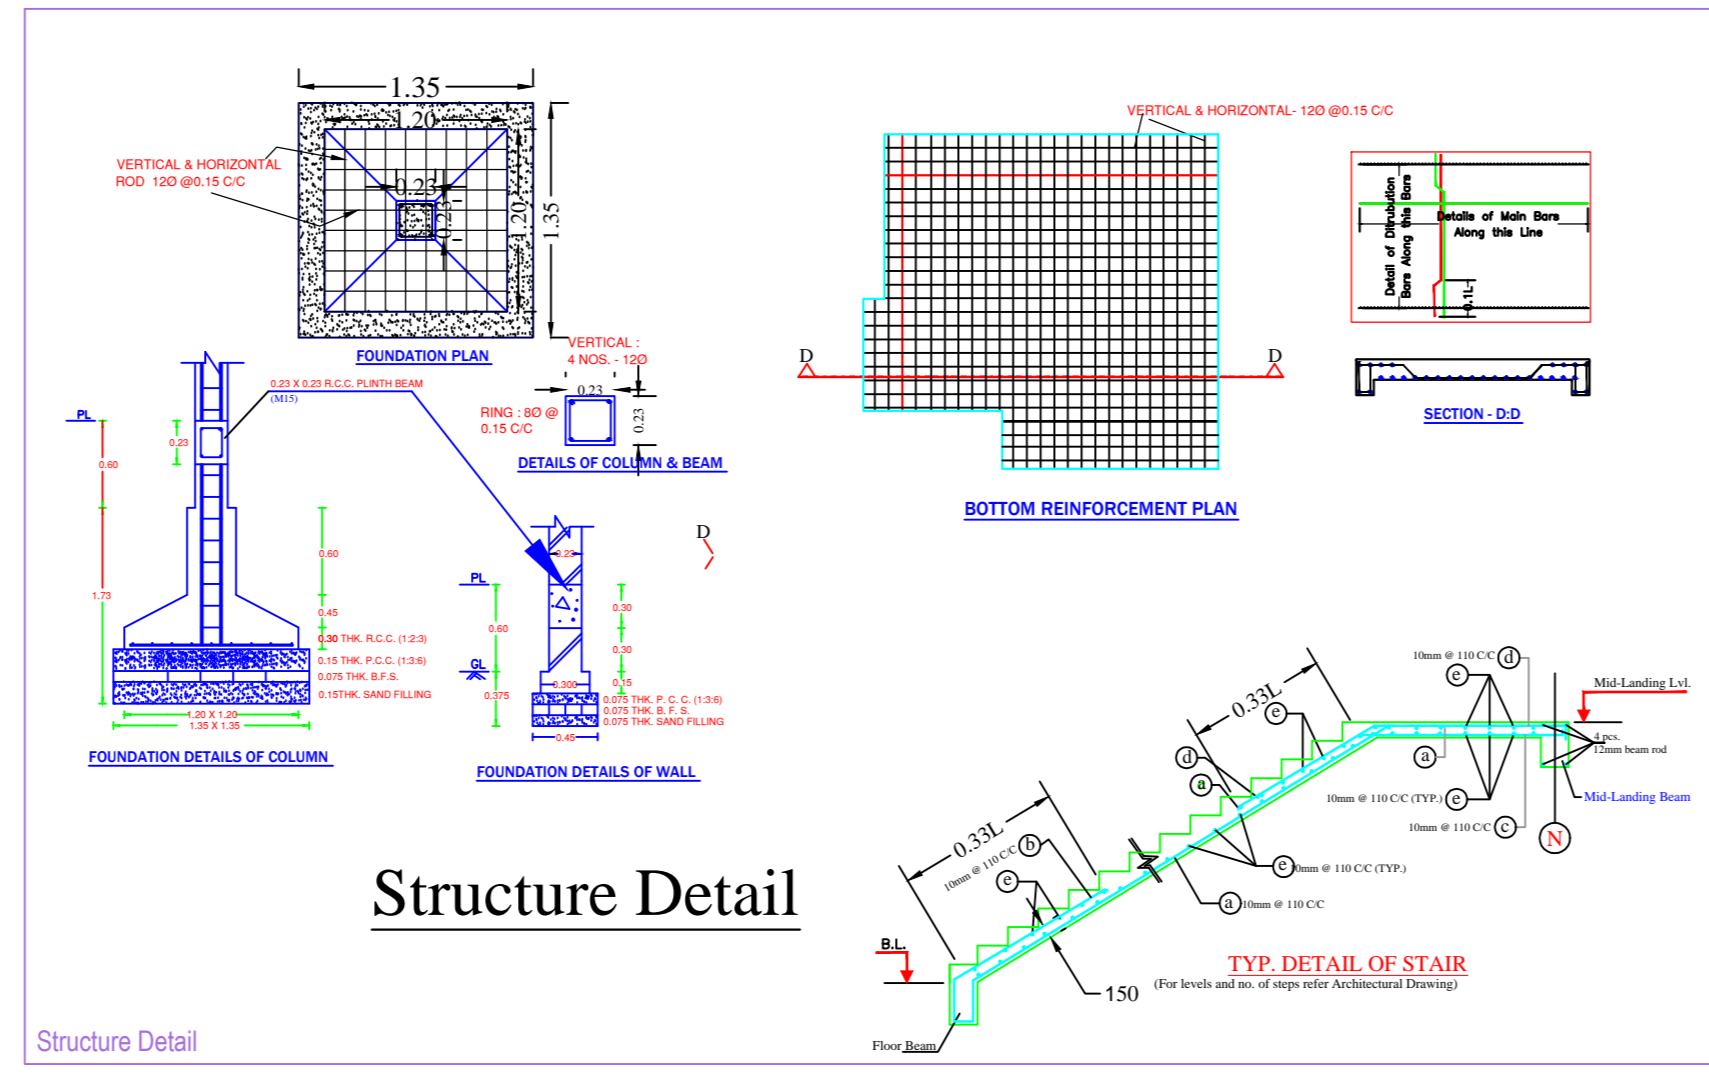 1.35
1.20
0.23
0.23
1.20
1.35
VERTICAL & HORIZONTAL
ROD 12Ø @0.15 C/C
FOUNDATION PLAN
VERTICAL :
4 NOS. - 12Ø
0.23
0.23
RING : 8Ø @
0.15 C/C
DETAILS OF COLUMN & BEAM
0.23 X 0.23 R.C.C. PLINTH BEAM
(M15)
PL
0.23
0.60
1.73
0.60
0.45
0.30 THK. R.C.C. (1:2:3)
0.15 THK. P.C.C. (1:3:6)
0.075 THK. B.F.S.
0.15THK. SAND FILLING
1.20 X 1.20
1.35 X 1.35
FOUNDATION DETAILS OF COLUMN
0.23
PL
0.30
0.60
0.30
GL
0.15
0.300
0.375
0.075 THK. P. C. C. (1:3:6)
0.075 THK. B. F. S.
0.075 THK. SAND FILLING
0.45
FOUNDATION DETAILS OF WALL
D
VERTICAL & HORIZONTAL- 12Ø @0.15 C/C
D
D
BOTTOM REINFORCEMENT PLAN
Detail of Ditrubution
Bars Along this Bars
Details of Main Bars
Along this Line
0.1L
SECTION - D:D
10mm @ 110 C/C d
e
Mid-Landing Lvl.
0.33L
e
4 pcs.
12mm beam rod
d
a
a
10mm @ 110 C/C (TYP.) e
Mid-Landing Beam
10mm @ 110 C/C c
N
0.33L
10mm @ 110 C/C b
e
e 10mm @ 110 C/C (TYP.)
a 10mm @ 110 C/C
B.L.
150
Floor Beam
TYP. DETAIL OF STAIR
(For levels and no. of steps refer Architectural Drawing)
Structure Detail
Structure Detail